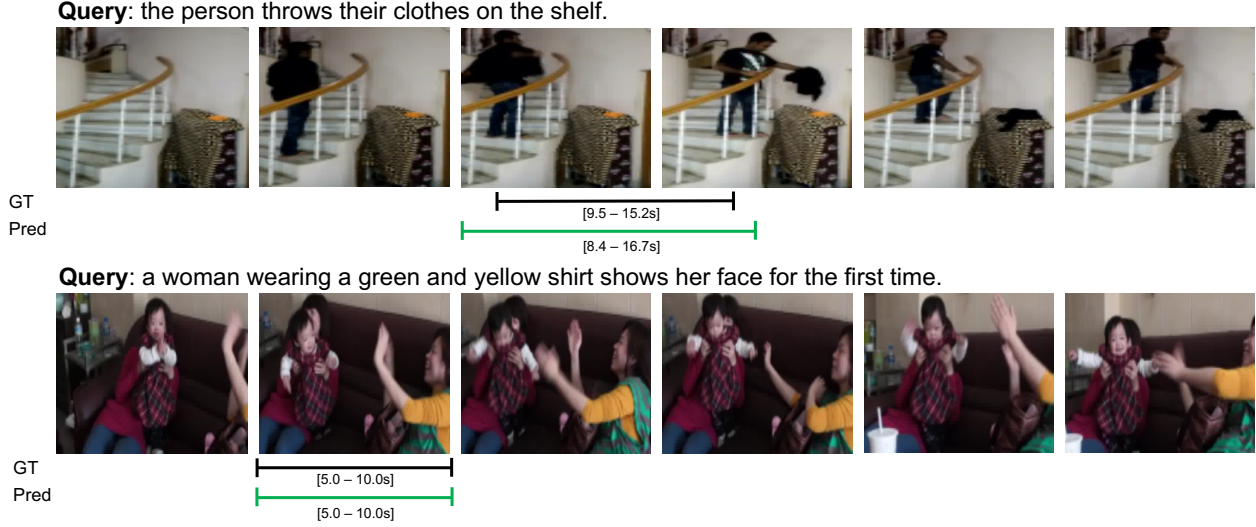 Query: the person throws their clothes on the shelf.
GT
[9.5 – 15.2s]
Pred
[8.4 – 16.7s]
Query: a woman wearing a green and yellow shirt shows her face for the first time.
GT
[5.0 – 10.0s]
Pred
[5.0 – 10.0s]